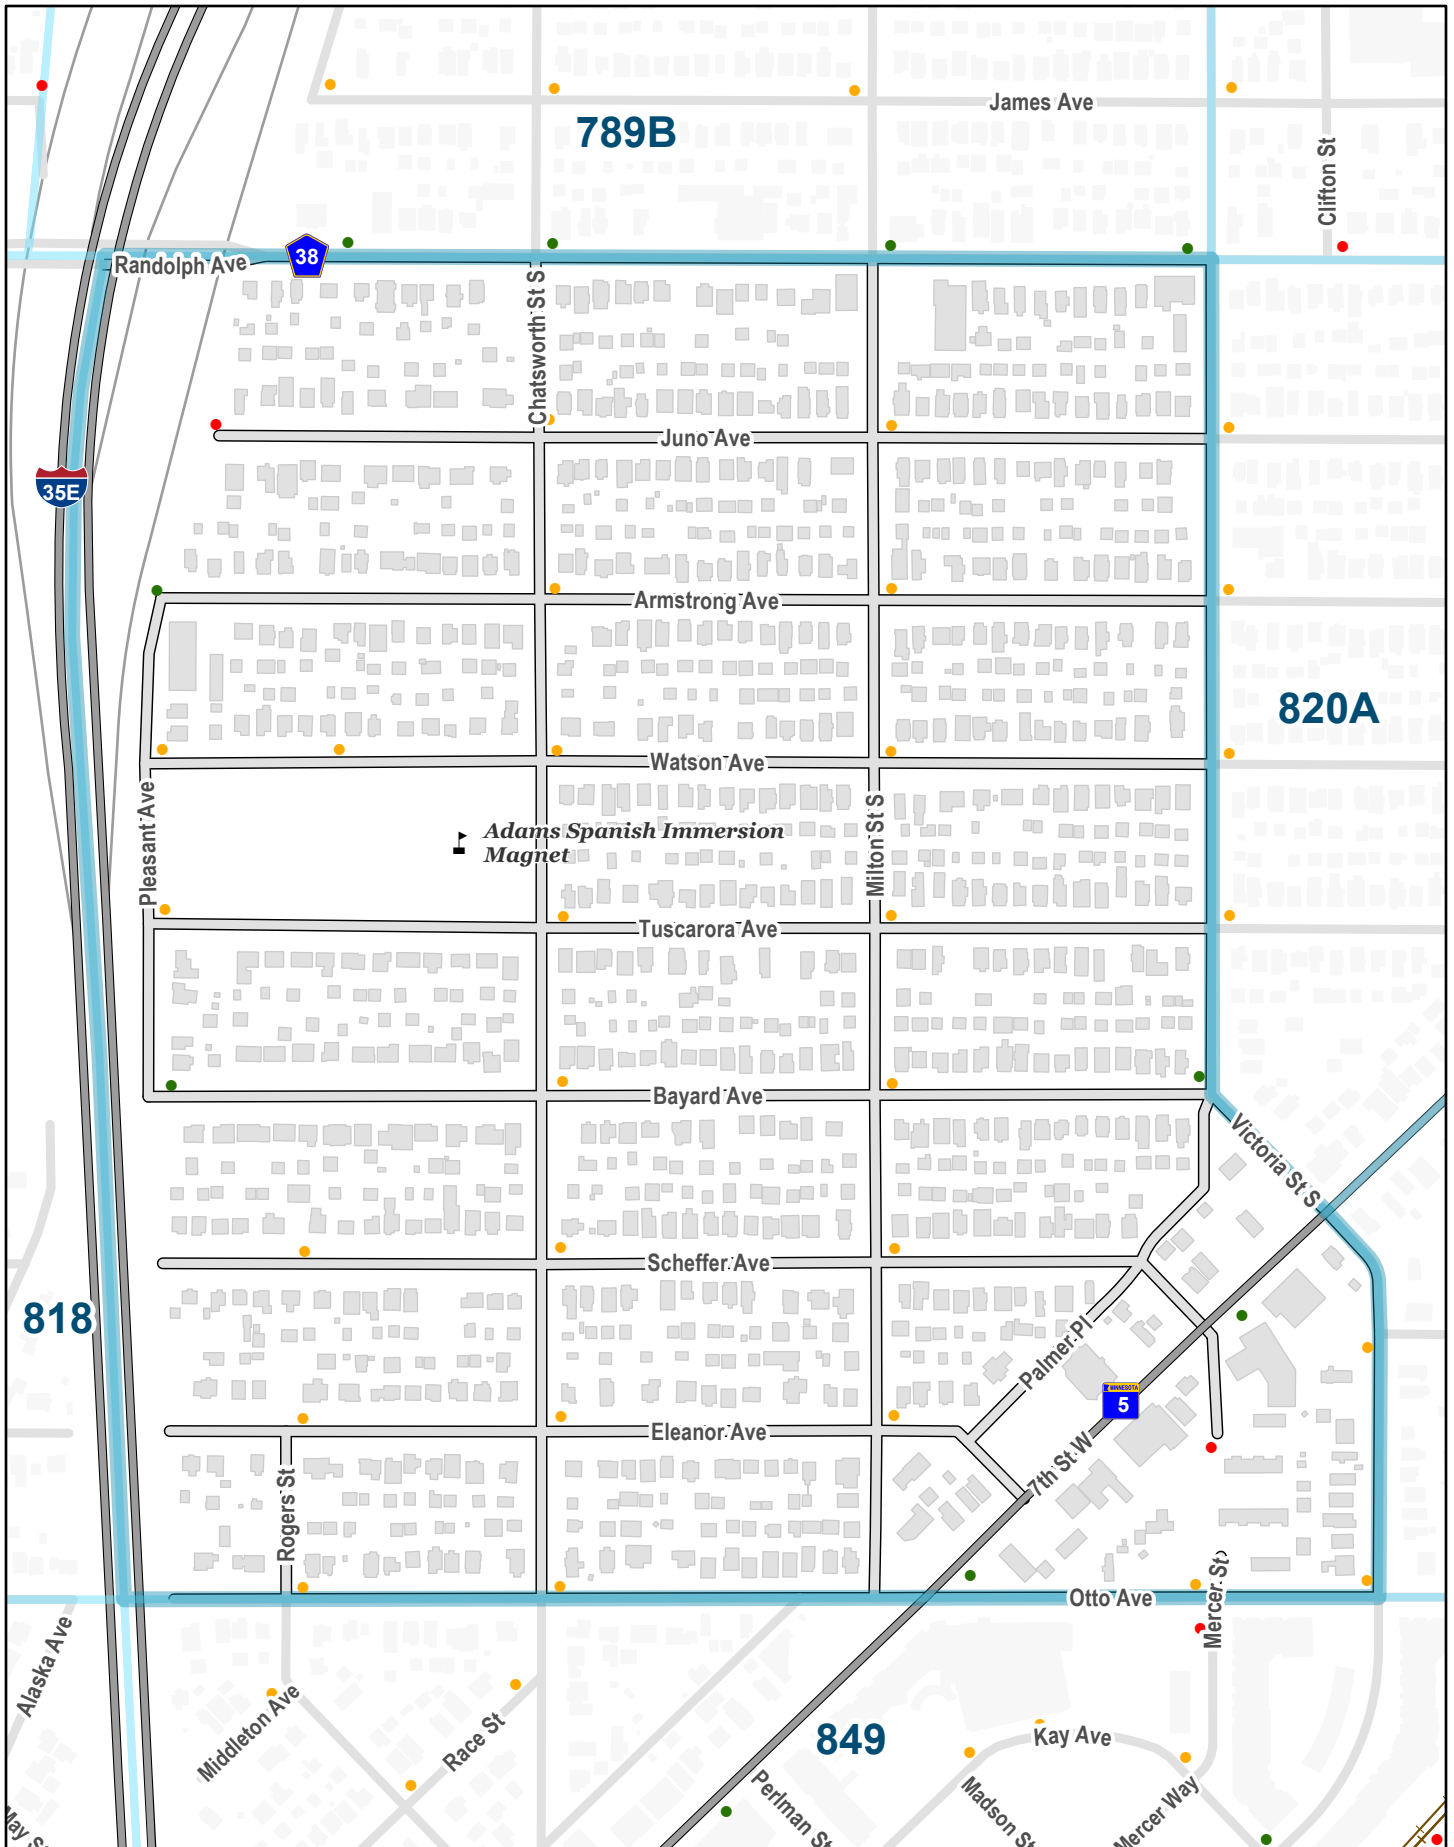 James Ave
789B
Clifton St
38
Randolph Ave
Chatsworth St S
Juno Ave
35E
Armstrong Ave
820A
Watson Ave
Pleasant Ave
Adams Spanish Immersion
Magnet
Milton St S
Tuscarora Ave
Bayard Ave
Victoria St S
Scheffer Ave
818
Palmer Pl
MINNESOTA
5
Eleanor Ave
7th St W
Rogers St
Otto Ave
Mercer St
Alaska Ave
Middleton Ave
Race St
849
Kay Ave
Perlman St
Madson St
Mercer Way
May S